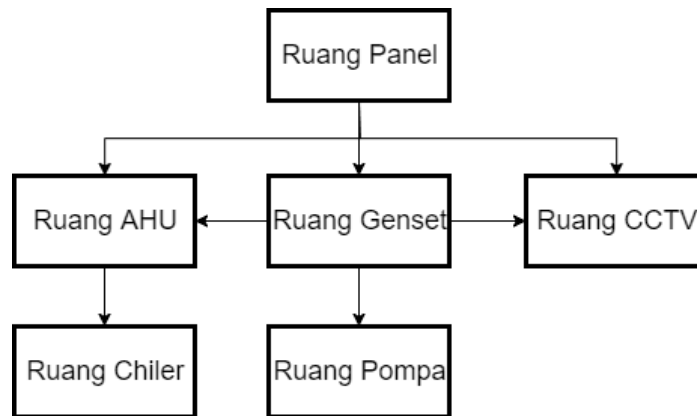 Ruang Panel
Ruang AHU
Ruang Genset
Ruang CCTV
Ruang Chiler
Ruang Pompa